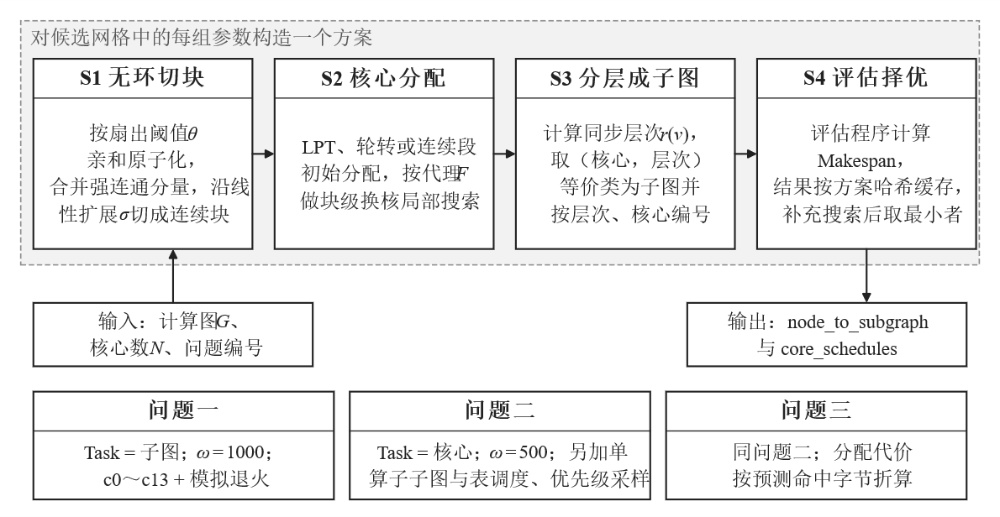 对候选网格中的每组参数构造一个方案
S1 无环切块
按扇出阈值θ
亲和原子化，
合并强连通分量，沿线
性扩展σ切成连续块
S2 核心分配
LPT、轮转或连续段
初始分配，按代理F
做块级换核局部搜索
S3 分层成子图
计算同步层次r(v)，
取（核心，层次）
等价类为子图并
按层次、核心编号
S4 评估择优
评估程序计算
Makespan，
结果按方案哈希缓存，
补充搜索后取最小者
输入：计算图G、
核心数N、问题编号
输出：node_to_subgraph
与 core_schedules
问题一
Task = 子图；ω = 1000；
c0～c13 + 模拟退火
问题二
Task = 核心；ω = 500；另加单
算子子图与表调度、优先级采样
问题三
同问题二；分配代价
按预测命中字节折算